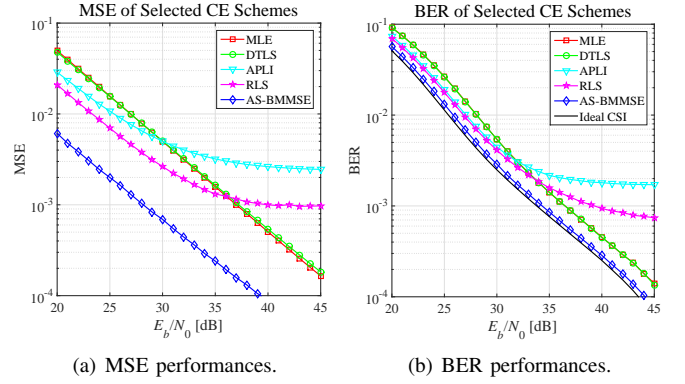 MSE of Selected CE Schemes
10^-1
10^-2
10^-3
10^-4
MSE
20 25 30 35 40 45
E_b/N_0 [dB]
MLE
DTLS
APLI
RLS
AS-BMMSE
(a) MSE performances.
BER of Selected CE Schemes
10^-1
10^-2
10^-3
10^-4
BER
20 25 30 35 40 45
E_b/N_0 [dB]
MLE
DTLS
APLI
RLS
AS-BMMSE
Ideal CSI
(b) BER performances.